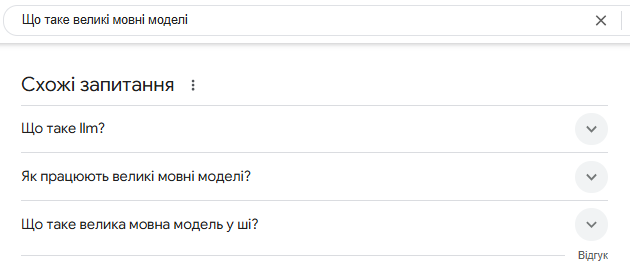 Що таке великі мовні моделі
Схожі запитання
Що таке llm?
Як працюють великі мовні моделі?
Що таке велика мовна модель у ші?
Відгук